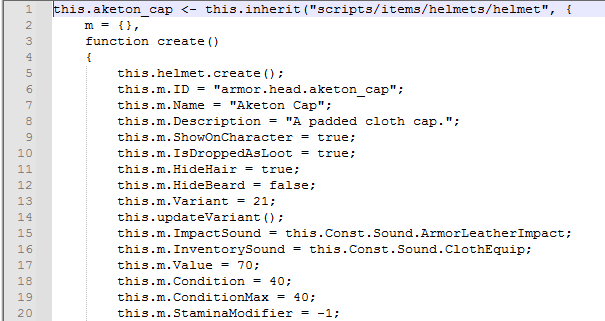 1 this.aketon_cap <- this.inherit("scripts/items/helmets/helmet", {
2 m = {},
3 function create()
4 {
5 this.helmet.create();
6 this.m.ID = "armor.head.aketon_cap";
7 this.m.Name = "Aketon Cap";
8 this.m.Description = "A padded cloth cap.";
9 this.m.ShowOnCharacter = true;
10 this.m.IsDroppedAsLoot = true;
11 this.m.HideHair = true;
12 this.m.HideBeard = false;
13 this.m.Variant = 21;
14 this.updateVariant();
15 this.m.ImpactSound = this.Const.Sound.ArmorLeatherImpact;
16 this.m.InventorySound = this.Const.Sound.ClothEquip;
17 this.m.Value = 70;
18 this.m.Condition = 40;
19 this.m.ConditionMax = 40;
20 this.m.StaminaModifier = -1;